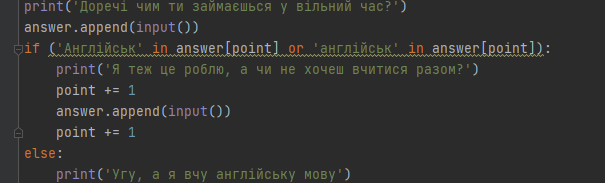 print('Доречі чим ти займаєшься у вільний час?')
answer.append(input())
if ('Англійськ' in answer[point] or 'англійськ' in answer[point]):
    print('Я теж це роблю, а чи не хочеш вчитися разом?')
    point += 1
    answer.append(input())
    point += 1
else:
    print('Угу, а я вчу англійську мову')